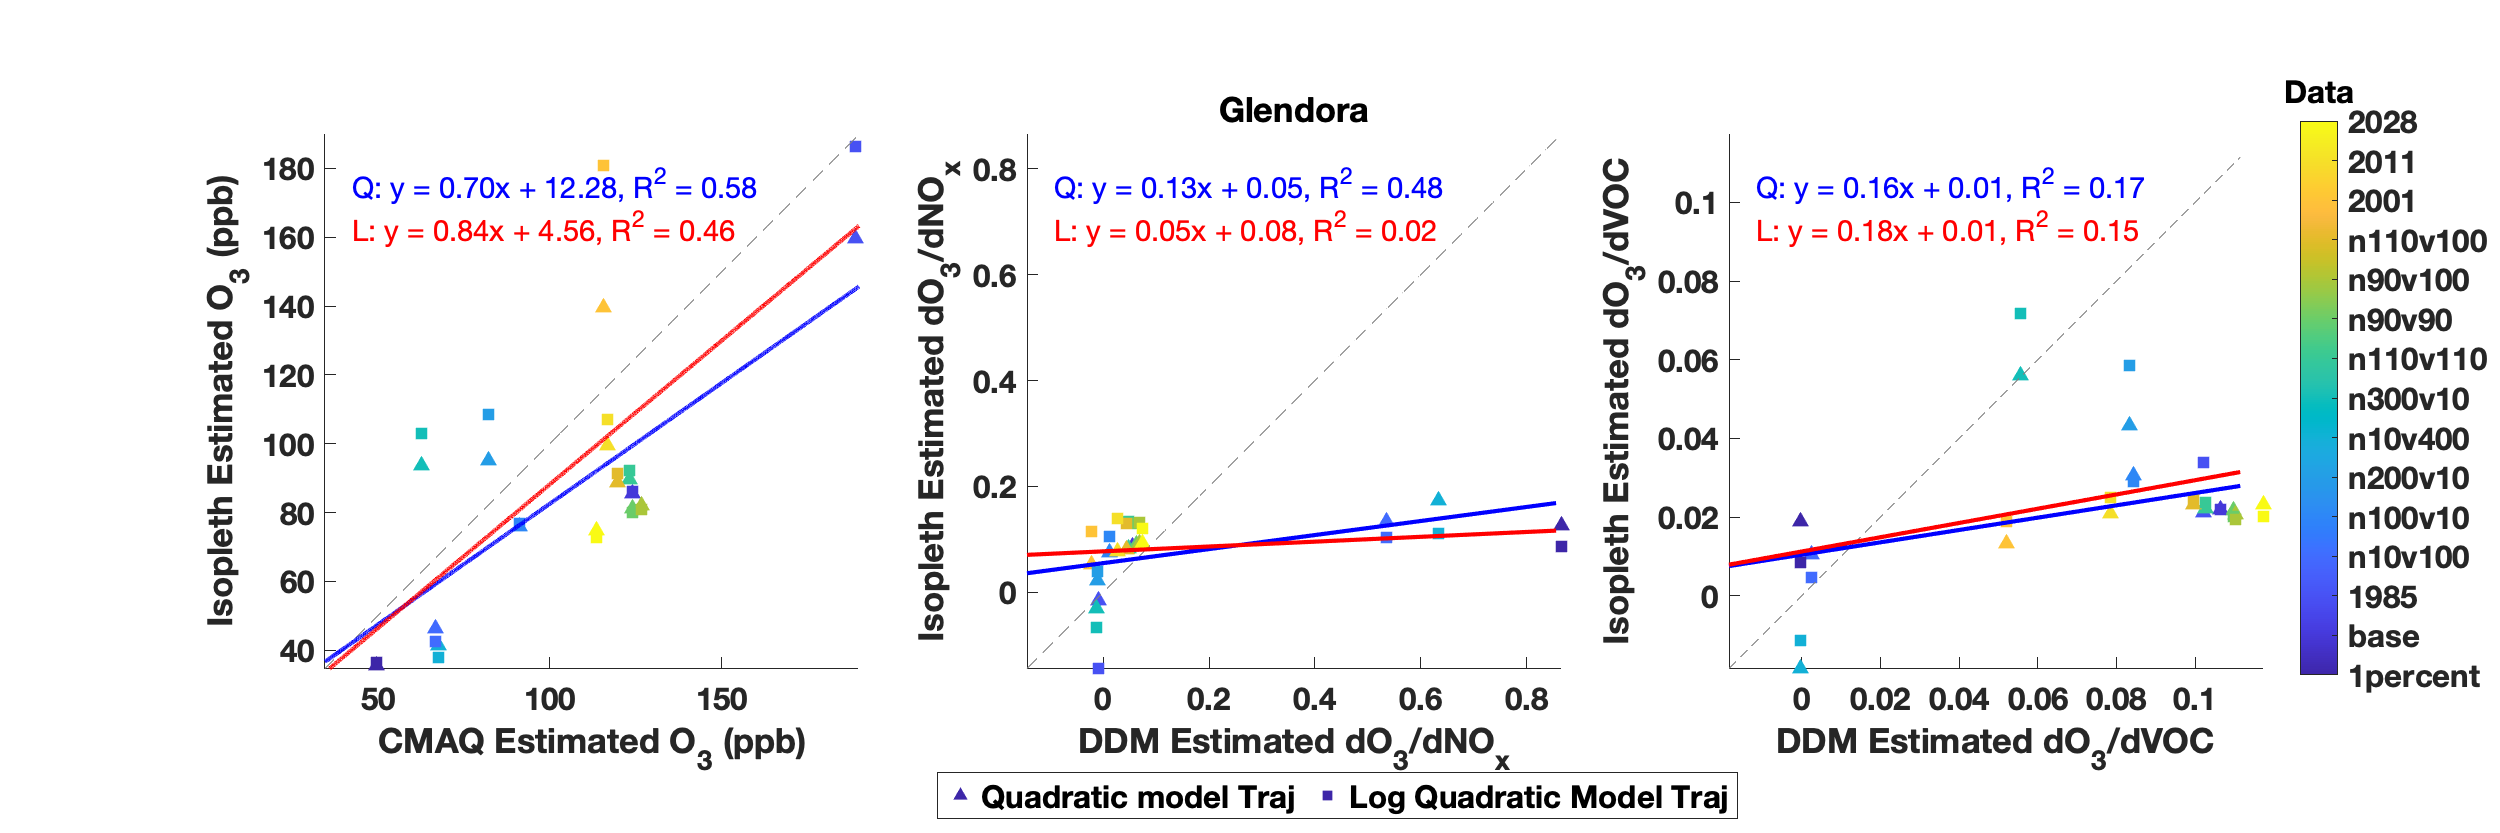 Glendora
Data
Isopleth Estimated O3 (ppb)
180
160
140
120
100
80
60
40
Q: y = 0.70x + 12.28, R2 = 0.58
L: y = 0.84x + 4.56, R2 = 0.46
50 100 150
CMAQ Estimated O3 (ppb)
Isopleth Estimated dO3/dNOx
0.8
0.6
0.4
0.2
0
Q: y = 0.13x + 0.05, R2 = 0.48
L: y = 0.05x + 0.08, R2 = 0.02
0 0.2 0.4 0.6 0.8
DDM Estimated dO3/dNOx
Isopleth Estimated dO3/dVOC
0.1
0.08
0.06
0.04
0.02
0
Q: y = 0.16x + 0.01, R2 = 0.17
L: y = 0.18x + 0.01, R2 = 0.15
0 0.02 0.04 0.06 0.08 0.1
DDM Estimated dO3/dVOC
2028
2011
2001
n110v100
n90v100
n90v90
n110v110
n300v10
n10v400
n200v10
n100v10
n10v100
1985
base
1percent
Quadratic model Traj Log Quadratic Model Traj